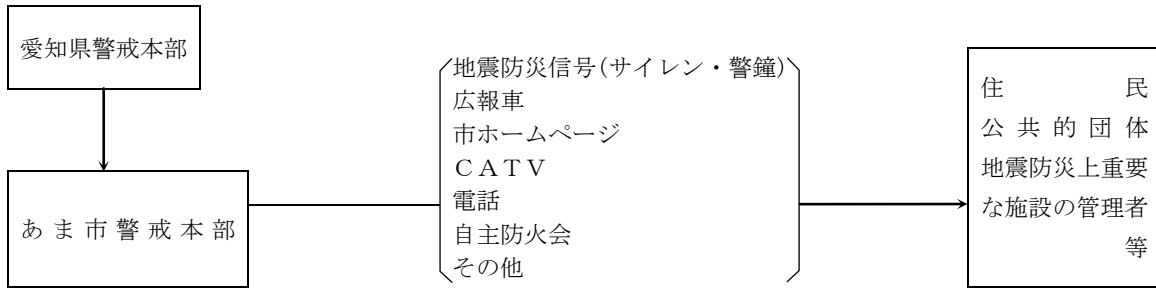 愛知県警戒本部
あま市警戒本部
地震防災信号(サイレン・警鐘)
広報車
市ホームページ
ＣＡＴＶ
電話
自主防火会
その他
住民
公共的団体
地震防災上重要
な施設の管理者
等